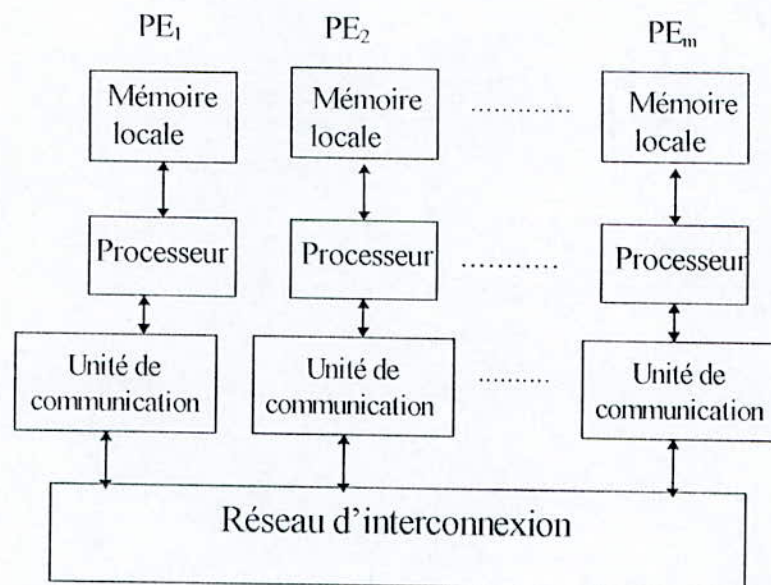 PE1 PE2 PEm
Mémoire Mémoire .............. Mémoire
locale locale locale
Processeur Processeur ............ Processeur
Unité de Unité de .......... Unité de
communication communication communication
Réseau d'interconnexion